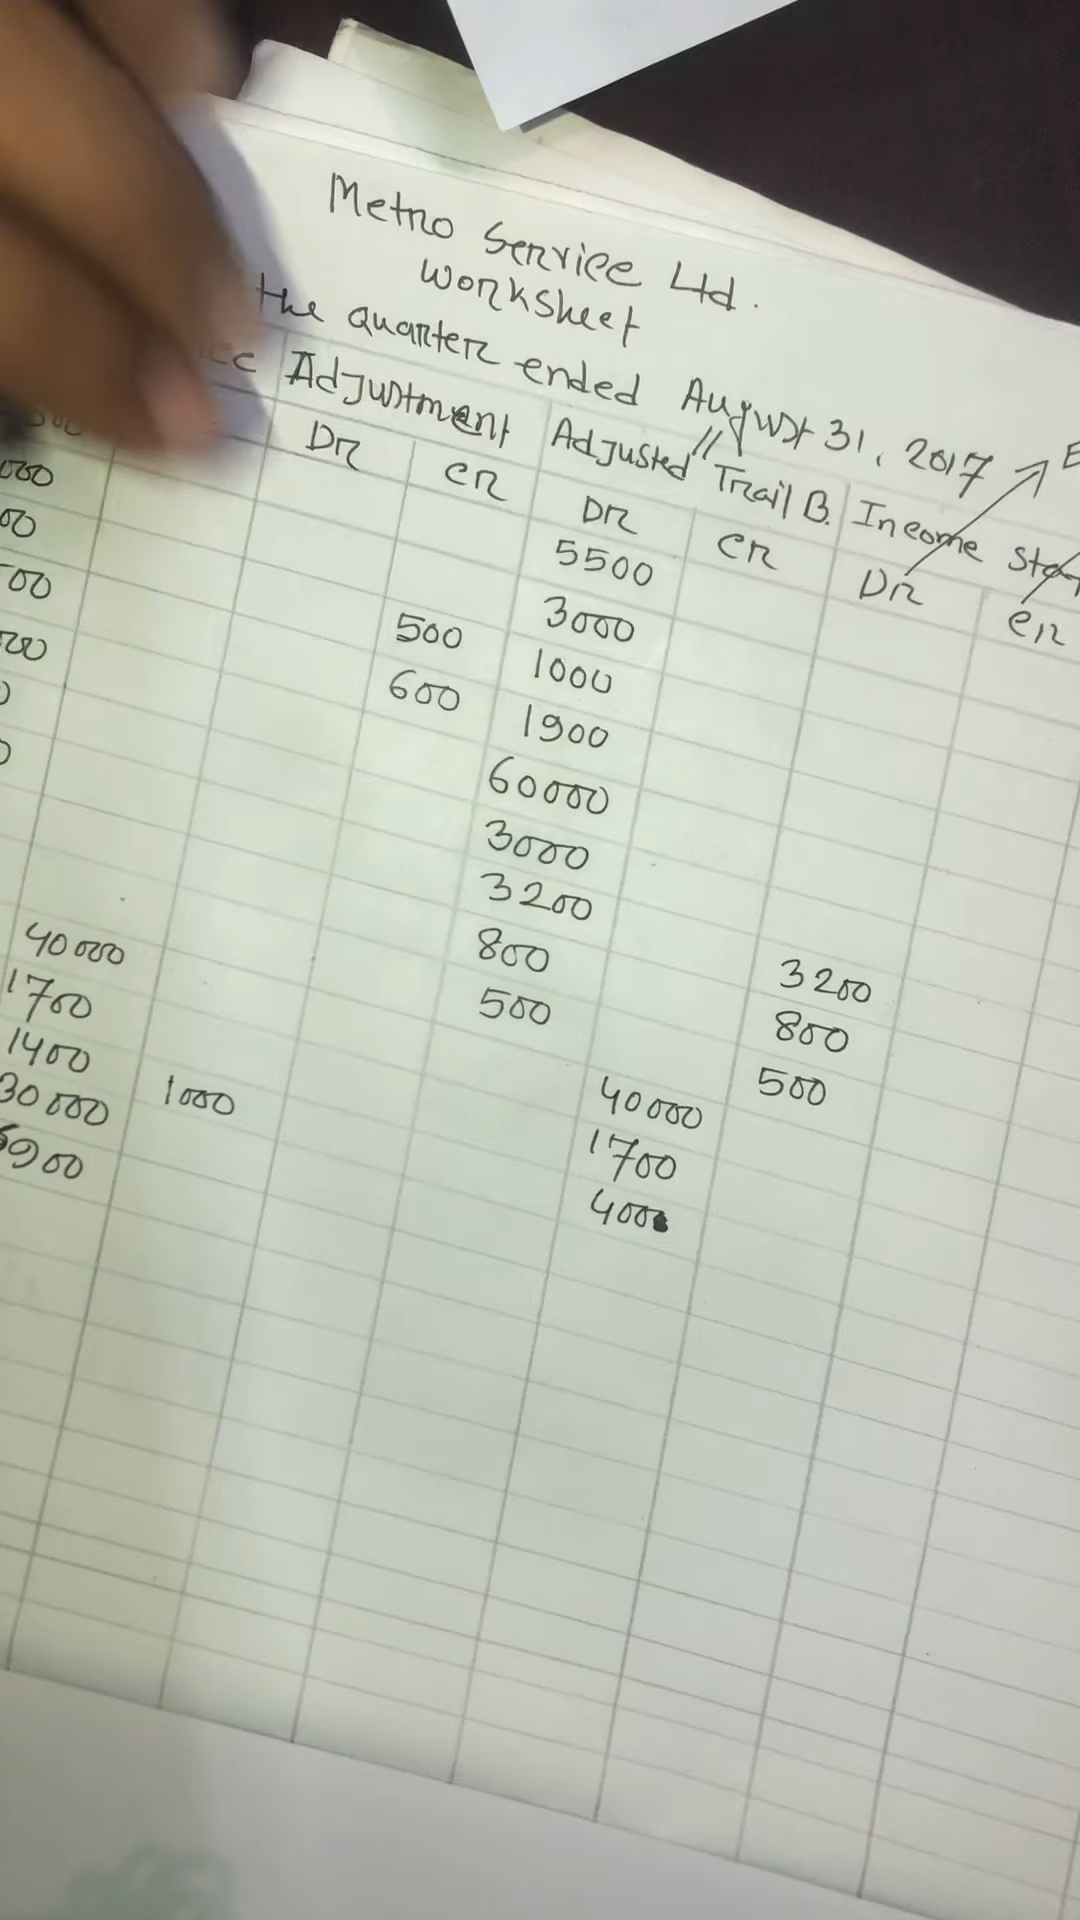 Metro Service Ltd.
Worksheet
the quarter ended August 31, 2017
Adjustment Adjusted Trail B. Income Stat
DR CR DR CR DR CR
5500
3000
500 1000
600 1900
60000
3000
3200 3200
800 800
500 500
40000 40000
1700 1700
1400 1000 400
30000